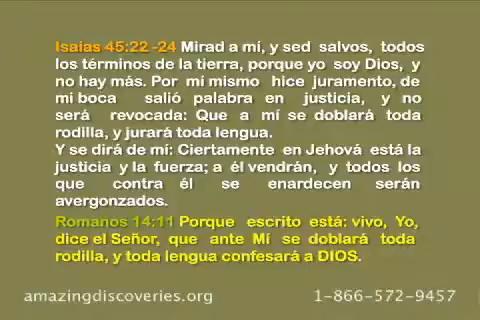 Isaias 45:22 -24 Mirad a mí, y sed salvos, todos
los términos de la tierra, porque yo soy Dios, y
no hay más. Por mí mismo hice juramento, de
mi boca salió palabra en justicia, y no
será revocada: Que a mí se doblará toda
rodilla, y jurará toda lengua.
Y se dirá de mí: Ciertamente en Jehová está la
justicia y la fuerza; a él vendrán, y todos los
que contra él se enardecen serán
avergonzados.
Romanos 14:11 Porque escrito está: vivo, Yo,
dice el Señor, que ante Mí se doblará toda
rodilla, y toda lengua confesará a DIOS.
amazingdiscoveries.org 1-866-572-9457